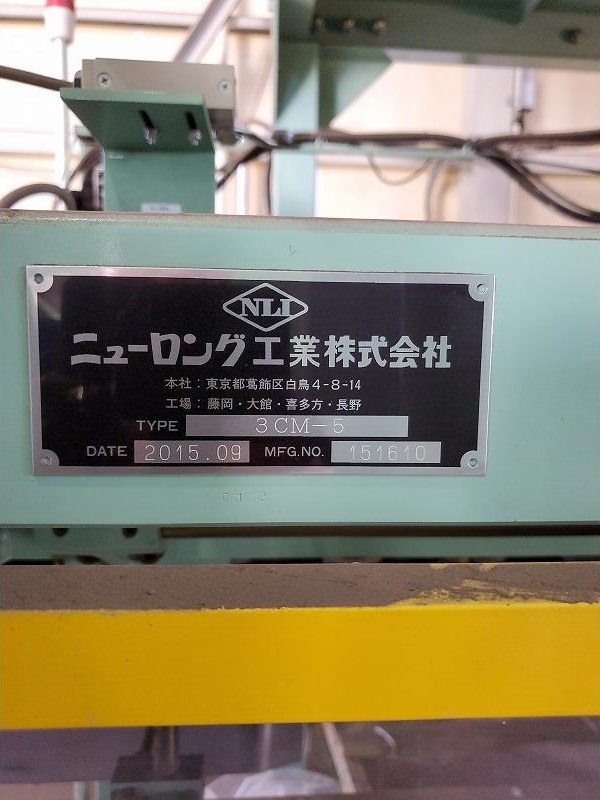 NLI
ニューロング工業株式会社
本社：東京都葛飾区白鳥4-8-14
工場：藤岡・大館・喜多方・長野
TYPE 3CM-5
DATE 2015.09 MFG.NO. 151610